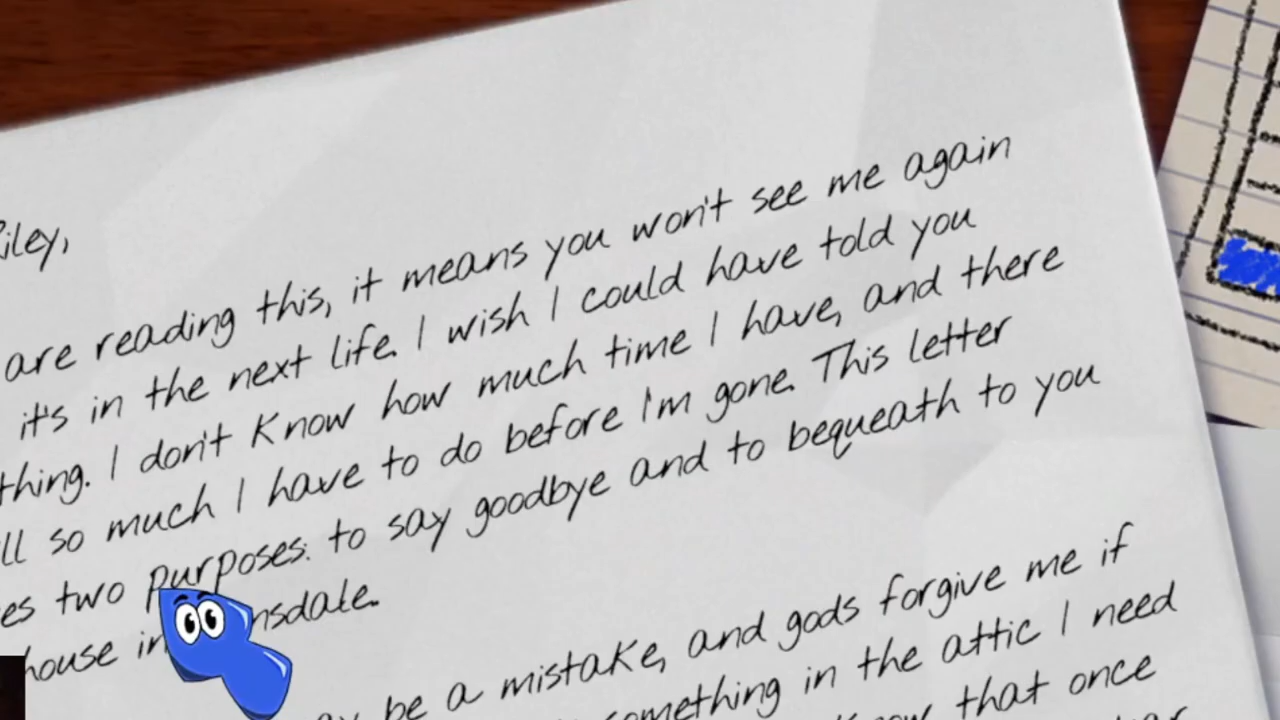 Riley,
are reading this, it means you won't see me again
it's in the next life. I wish I could have told you
thing. I don't know how much time I have, and there
ll so much I have to do before I'm gone. This letter
es two purposes: to say goodbye and to bequeath to you
house in nsdale.
be a mistake, and gods forgive me if
something in the attic I need
know that once